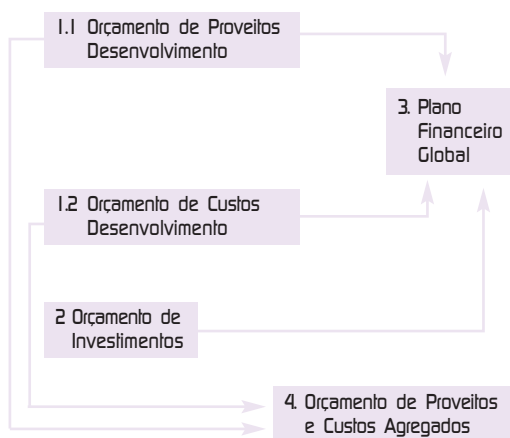 1.1 Orçamento de Proveitos
Desenvolvimento
3. Plano
Financeiro
Global
1.2 Orçamento de Custos
Desenvolvimento
2 Orçamento de
Investimentos
4. Orçamento de Proveitos
e Custos Agregados